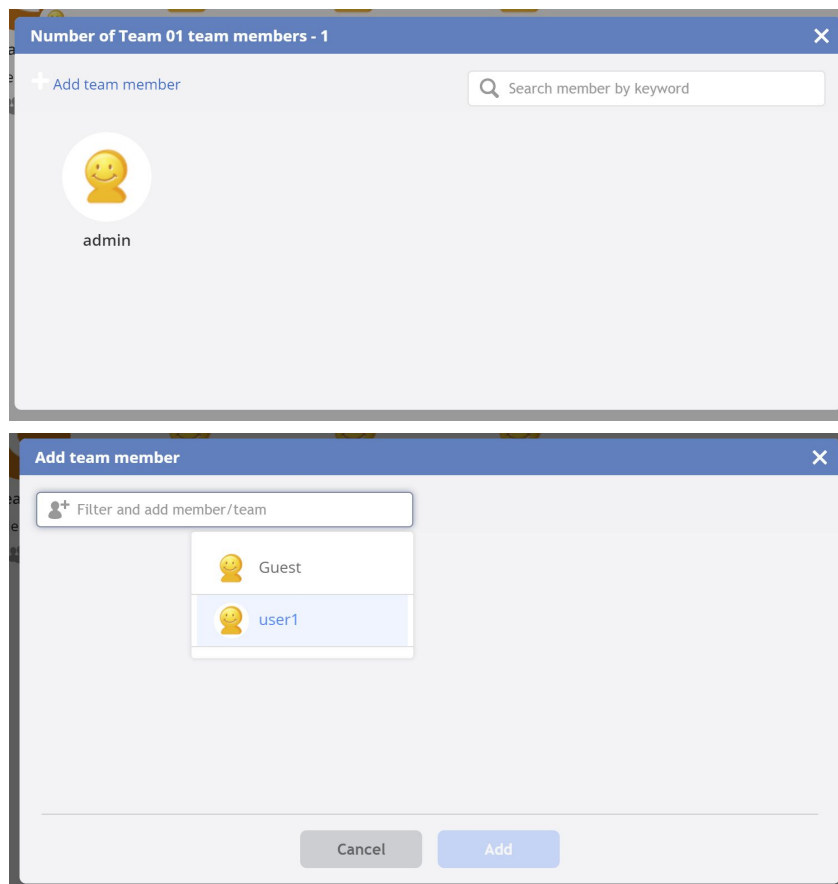 Number of Team 01 team members - 1
Add team member
Search member by keyword
admin
Add team member
Filter and add member/team
Guest
user1
Cancel
Add